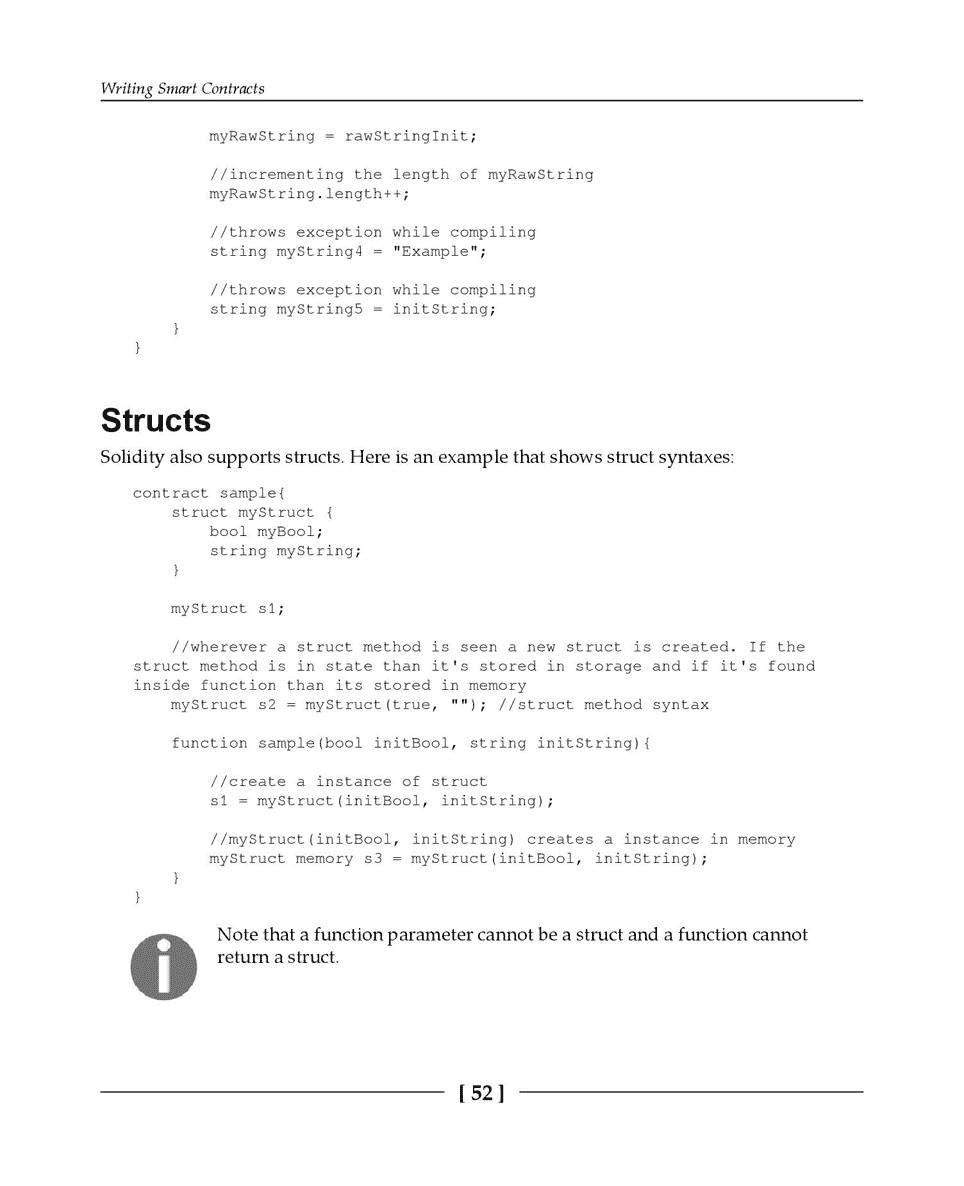 Writing Smart Contracts
myRawString = rawStringInit;
//incrementing the length of myRawString
myRawString.length++;
//throws exception while compiling
string myString4 = "Example";
//throws exception while compiling
string myString5 = initString;
}
}
Structs
Solidity also supports structs. Here is an example that shows struct syntaxes:
contract sample{
struct myStruct {
bool myBool;
string myString;
}
myStruct s1;
//wherever a struct method is seen a new struct is created. If the
struct method is in state than it's stored in storage and if it's found
inside function than its stored in memory
myStruct s2 = myStruct(true, ""); //struct method syntax
function sample(bool initBool, string initString){
//create a instance of struct
s1 = myStruct(initBool, initString);
//myStruct(initBool, initString) creates a instance in memory
myStruct memory s3 = myStruct(initBool, initString);
}
}
Note that a function parameter cannot be a struct and a function cannot
return a struct.
[ 52 ]